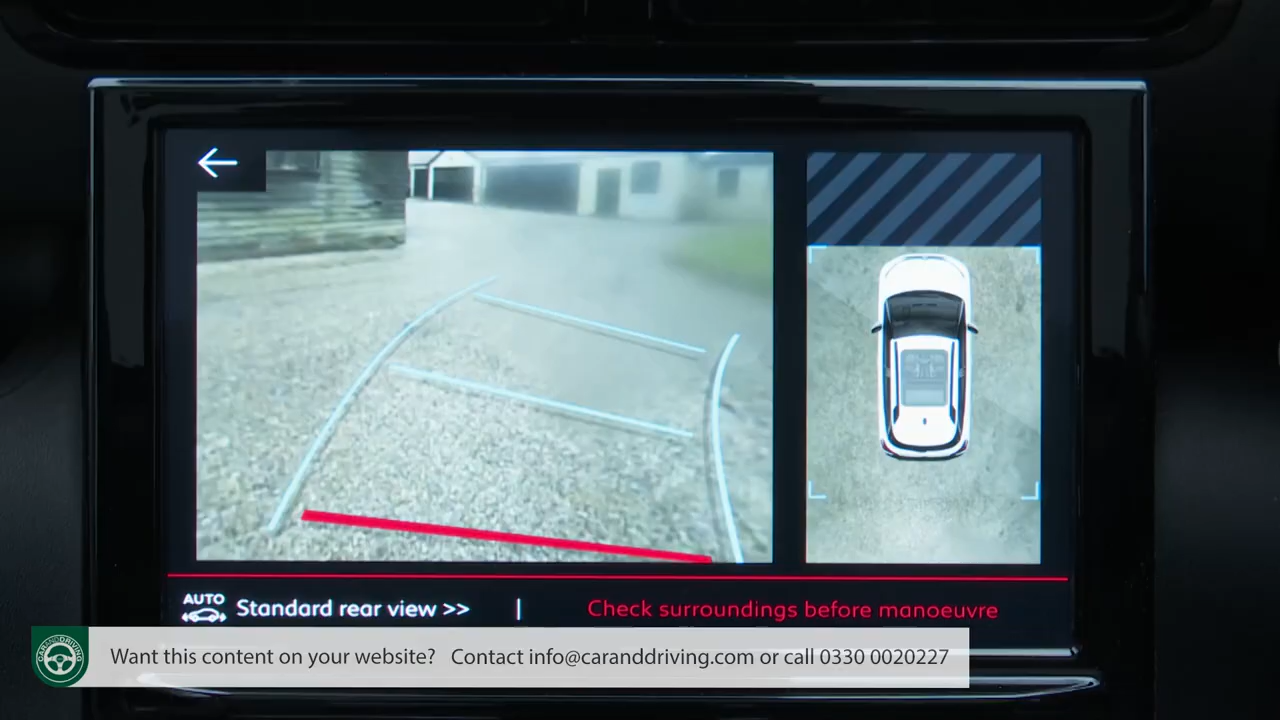 AUTO
Standard rear view >> | Check surroundings before manoeuvre
CARANDDRIVING
Want this content on your website? Contact info@caranddriving.com or call 0330 0020227